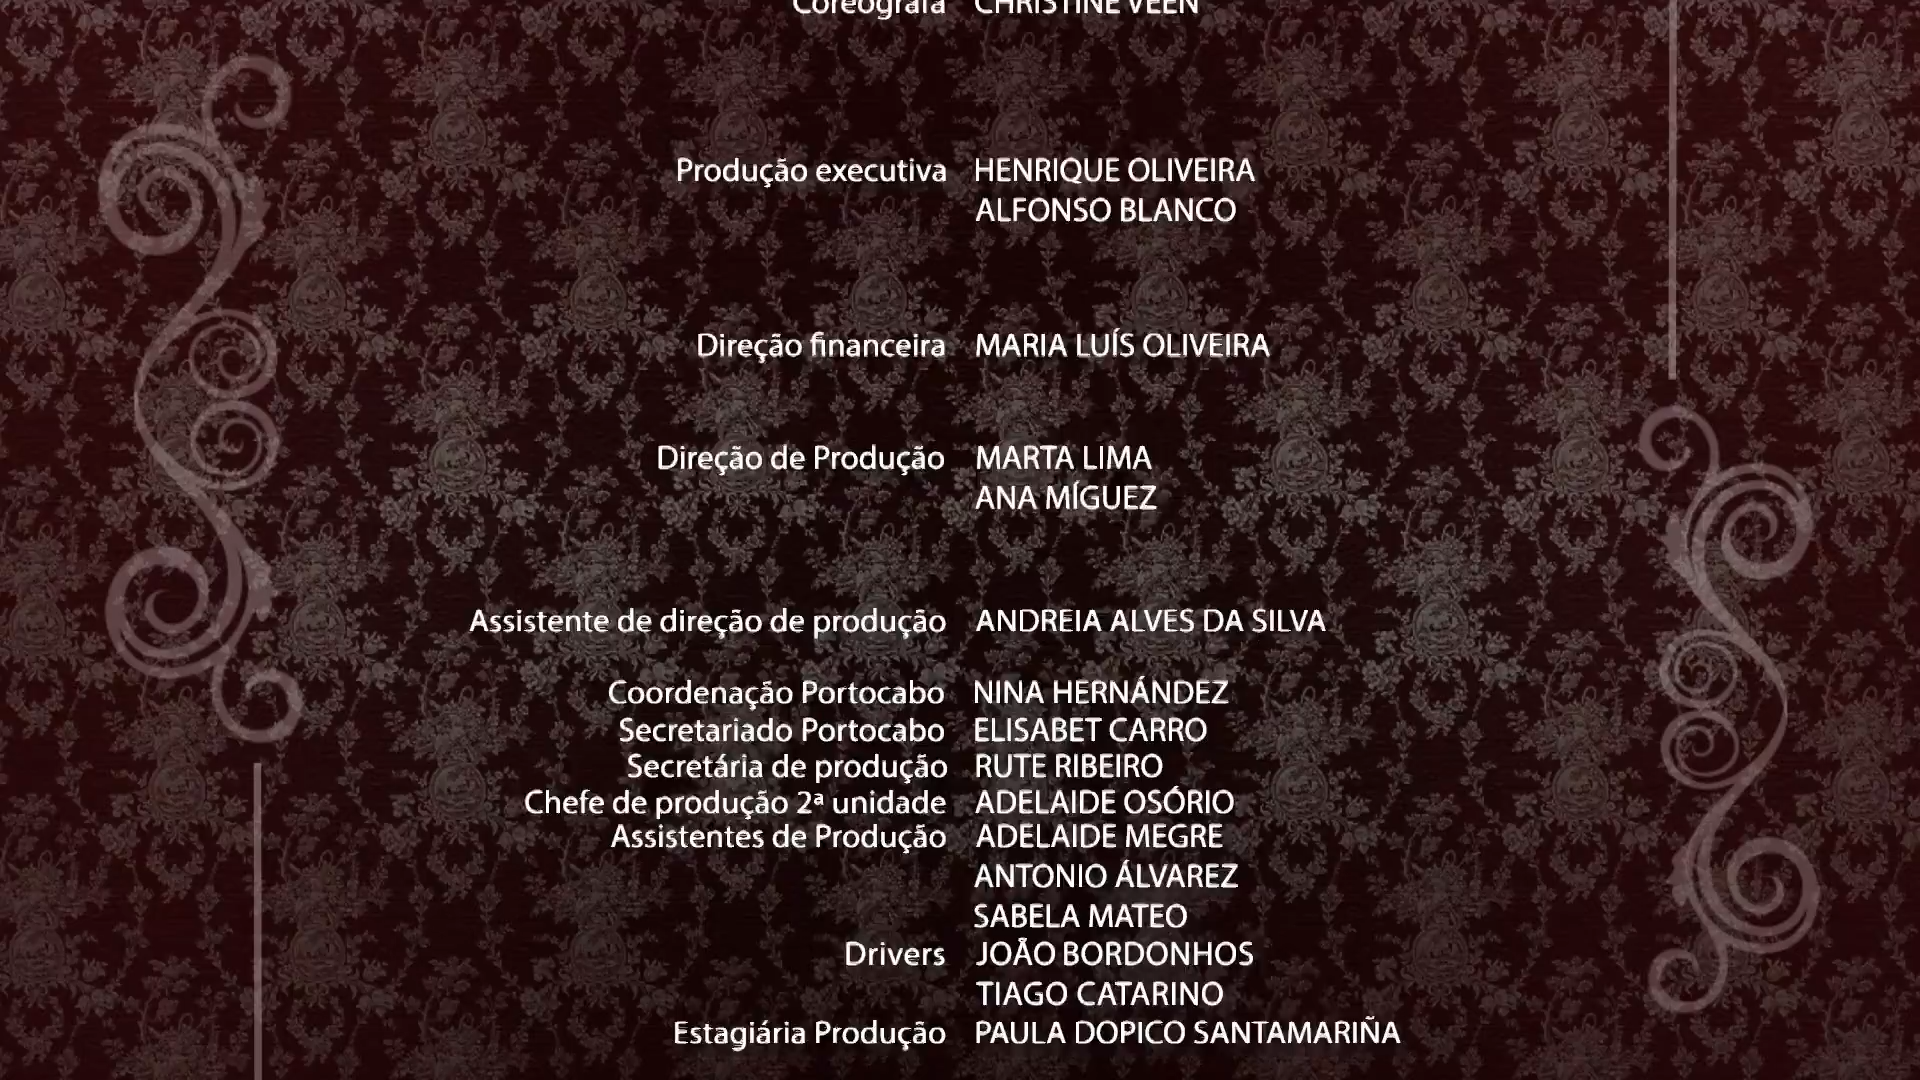 Coreógrafa CHRISTINE VEEN
Produção executiva HENRIQUE OLIVEIRA
ALFONSO BLANCO
Direção financeira MARIA LUÍS OLIVEIRA
Direção de Produção MARTA LIMA
ANA MÍGUEZ
Assistente de direção de produção ANDREIA ALVES DA SILVA
Coordenação Portocabo NINA HERNÁNDEZ
Secretariado Portocabo ELISABET CARRO
Secretária de produção RUTE RIBEIRO
Chefe de produção 2ª unidade ADELAIDE OSÓRIO
Assistentes de Produção ADELAIDE MEGRE
ANTONIO ÁLVAREZ
SABELA MATEO
Drivers JOÃO BORDONHOS
TIAGO CATARINO
Estagiária Produção PAULA DOPICO SANTAMARIÑA